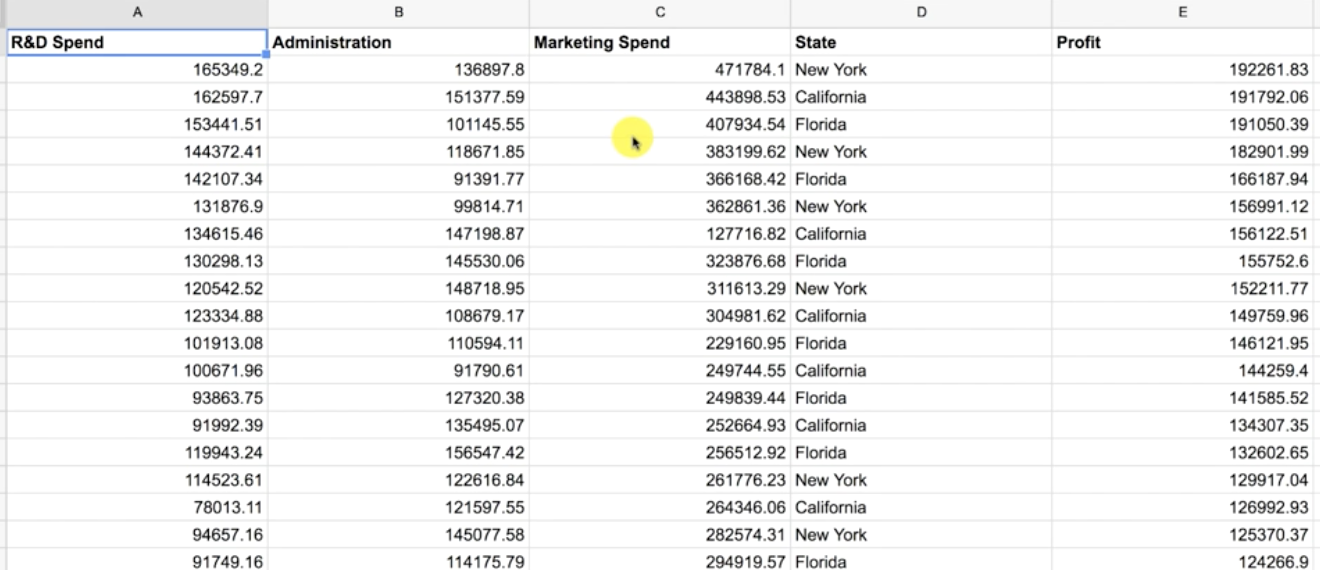 A B C D E
R&D Spend Administration Marketing Spend State Profit
165349.2 136897.8 471784.1 New York 192261.83
162597.7 151377.59 443898.53 California 191792.06
153441.51 101145.55 407934.54 Florida 191050.39
144372.41 118671.85 383199.62 New York 182901.99
142107.34 91391.77 366168.42 Florida 166187.94
131876.9 99814.71 362861.36 New York 156991.12
134615.46 147198.87 127716.82 California 156122.51
130298.13 145530.06 323876.68 Florida 155752.6
120542.52 148718.95 311613.29 New York 152211.77
123334.88 108679.17 304981.62 California 149759.96
101913.08 110594.11 229160.95 Florida 146121.95
100671.96 91790.61 249744.55 California 144259.4
93863.75 127320.38 249839.44 Florida 141585.52
91992.39 135495.07 252664.93 California 134307.35
119943.24 156547.42 256512.92 Florida 132602.65
114523.61 122616.84 261776.23 New York 129917.04
78013.11 121597.55 264346.06 California 126992.93
94657.16 145077.58 282574.31 New York 125370.37
91749.16 114175.79 294919.57 Florida 124266.9